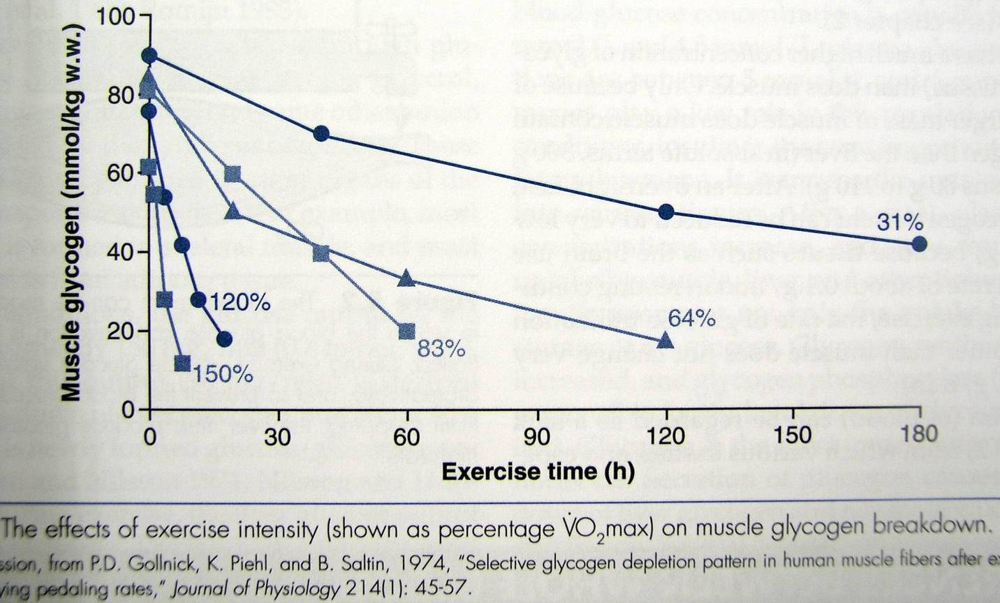 100
80
60
40
20
0
Muscle glycogen (mmol/kg w.w.)
31%
120%
64%
83%
150%
0 30 60 90 120 150 180
Exercise time (h)
The effects of exercise intensity (shown as percentage V̇O₂max) on muscle glycogen breakdown.
ssion, from P.D. Gollnick, K. Piehl, and B. Saltin, 1974, “Selective glycogen depletion pattern in human muscle fibers after e
ying pedaling rates,” Journal of Physiology 214(1): 45-57.